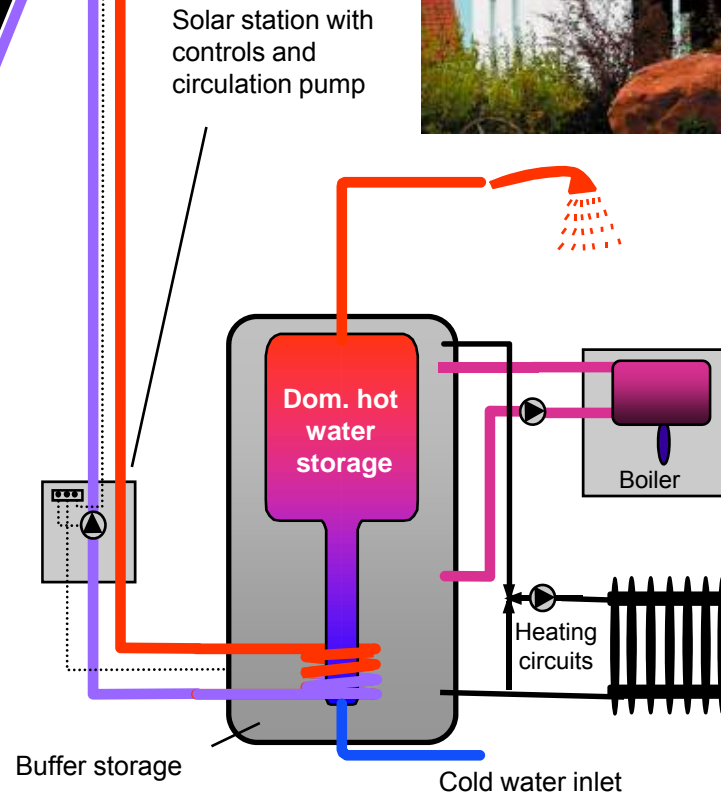 Solar station with
controls and
circulation pump
Dom. hot
water
storage
Boiler
Heating
circuits
Buffer storage
Cold water inlet